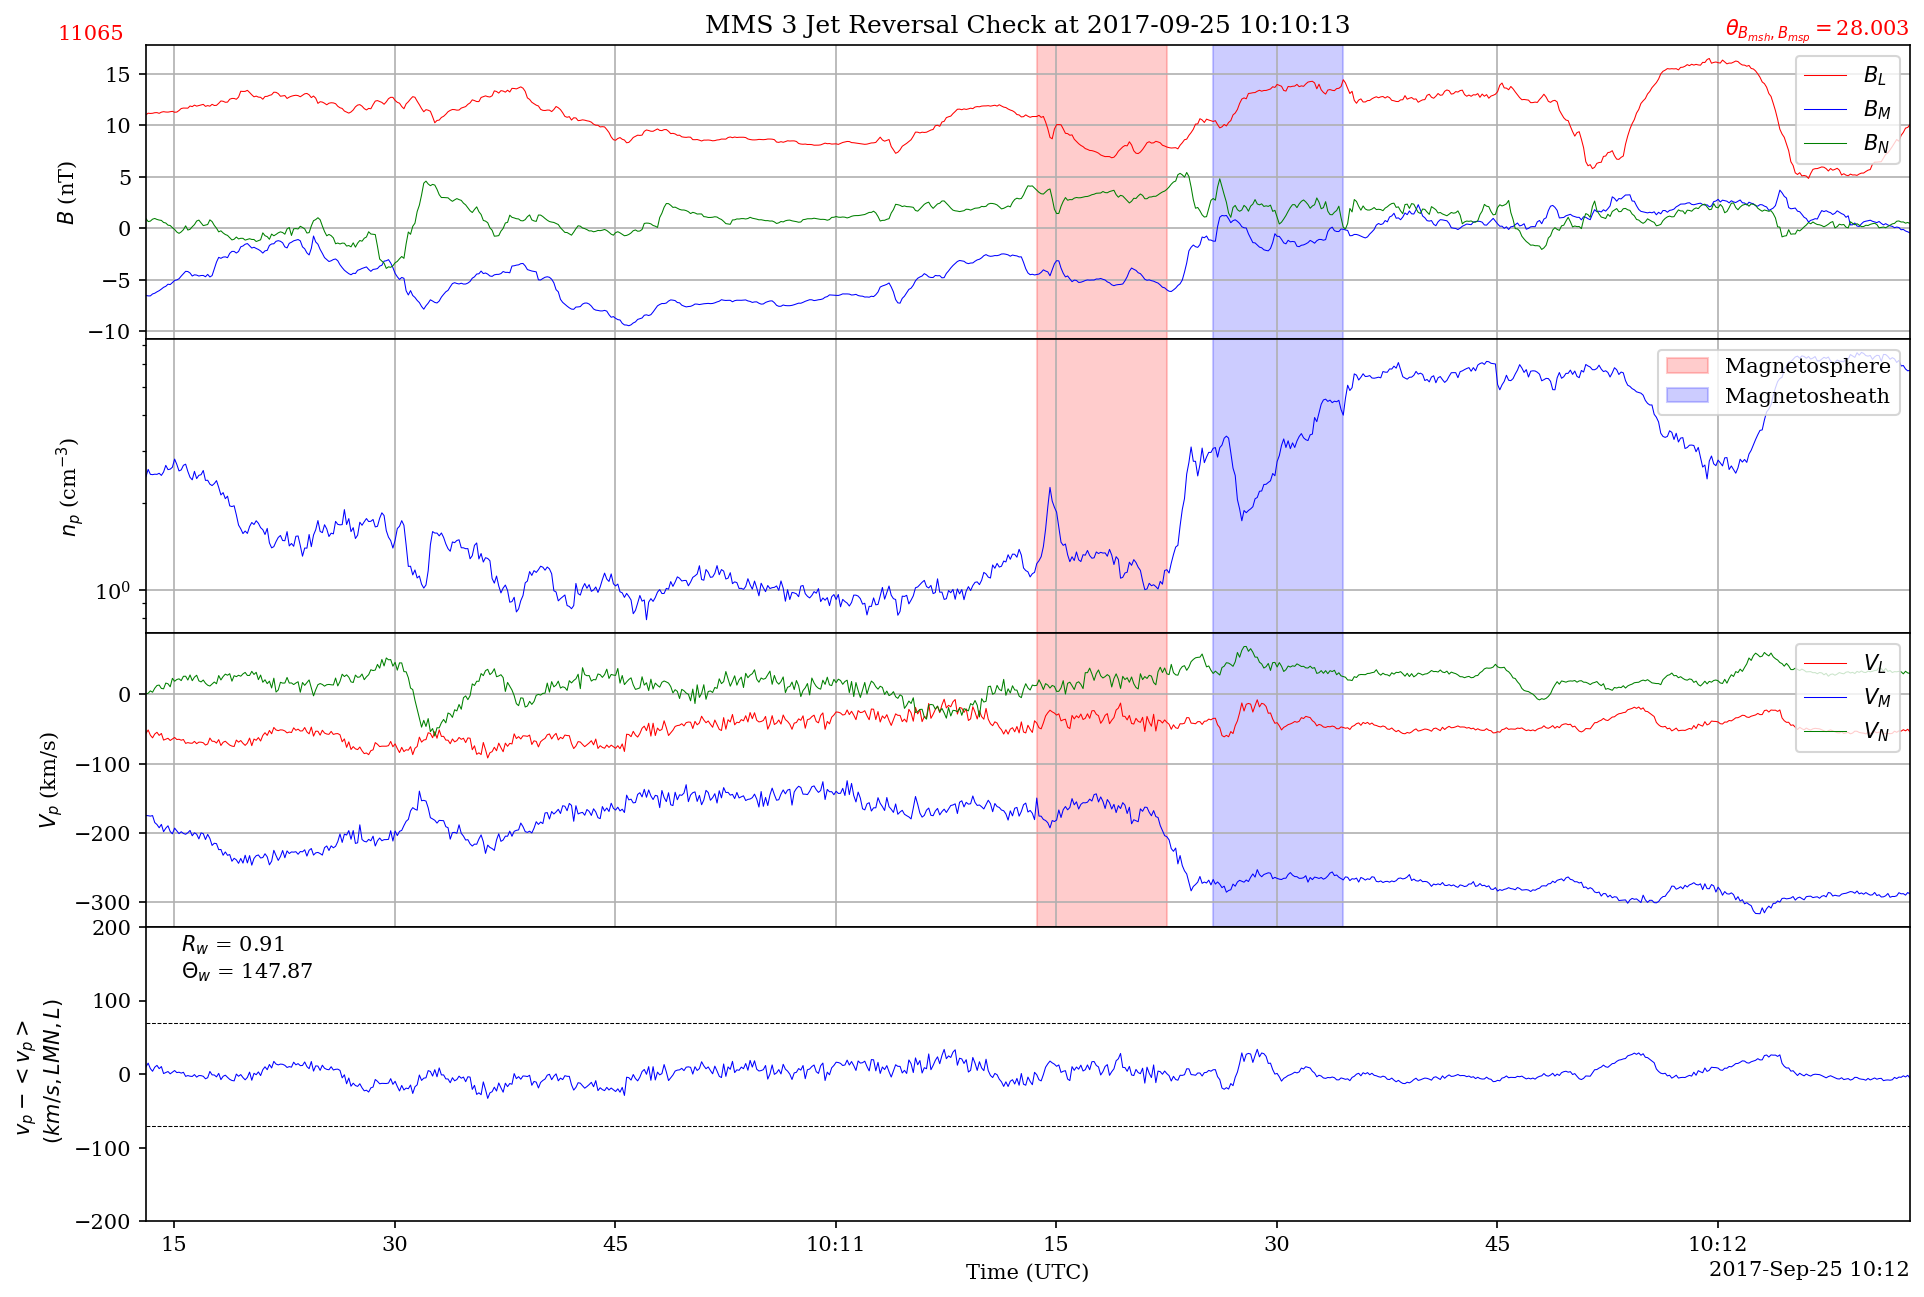 11065
MMS 3 Jet Reversal Check at 2017-09-25 10:10:13
θ_{B_{msh}, B_{msp}} = 28.003
15
10
5
0
−5
−10
B (nT)
B_L
B_M
B_N
10^0
n_p (cm^{−3})
Magnetosphere
Magnetosheath
0
−100
−200
−300
V_p (km/s)
V_L
V_M
V_N
200
100
0
−100
−200
v_p − < v_p >
(km/s, LMN, L)
R_w = 0.91
Θ_w = 147.87
15
30
45
10:11
15
30
45
10:12
Time (UTC)
2017-Sep-25 10:12